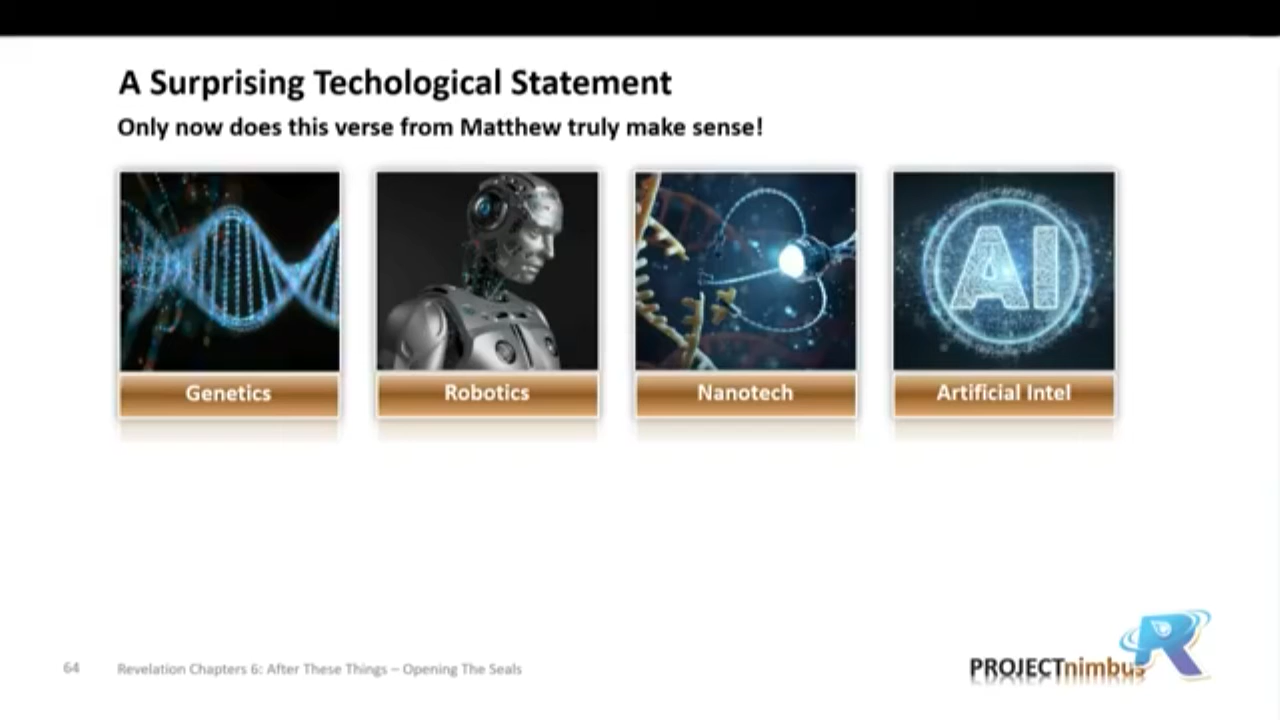 A Surprising Techological Statement
Only now does this verse from Matthew truly make sense!
AI
Genetics
Robotics
Nanotech
Artificial Intel
64
Revelation Chapters 6: After These Things – Opening The Seals
PROJECTnimbus
R